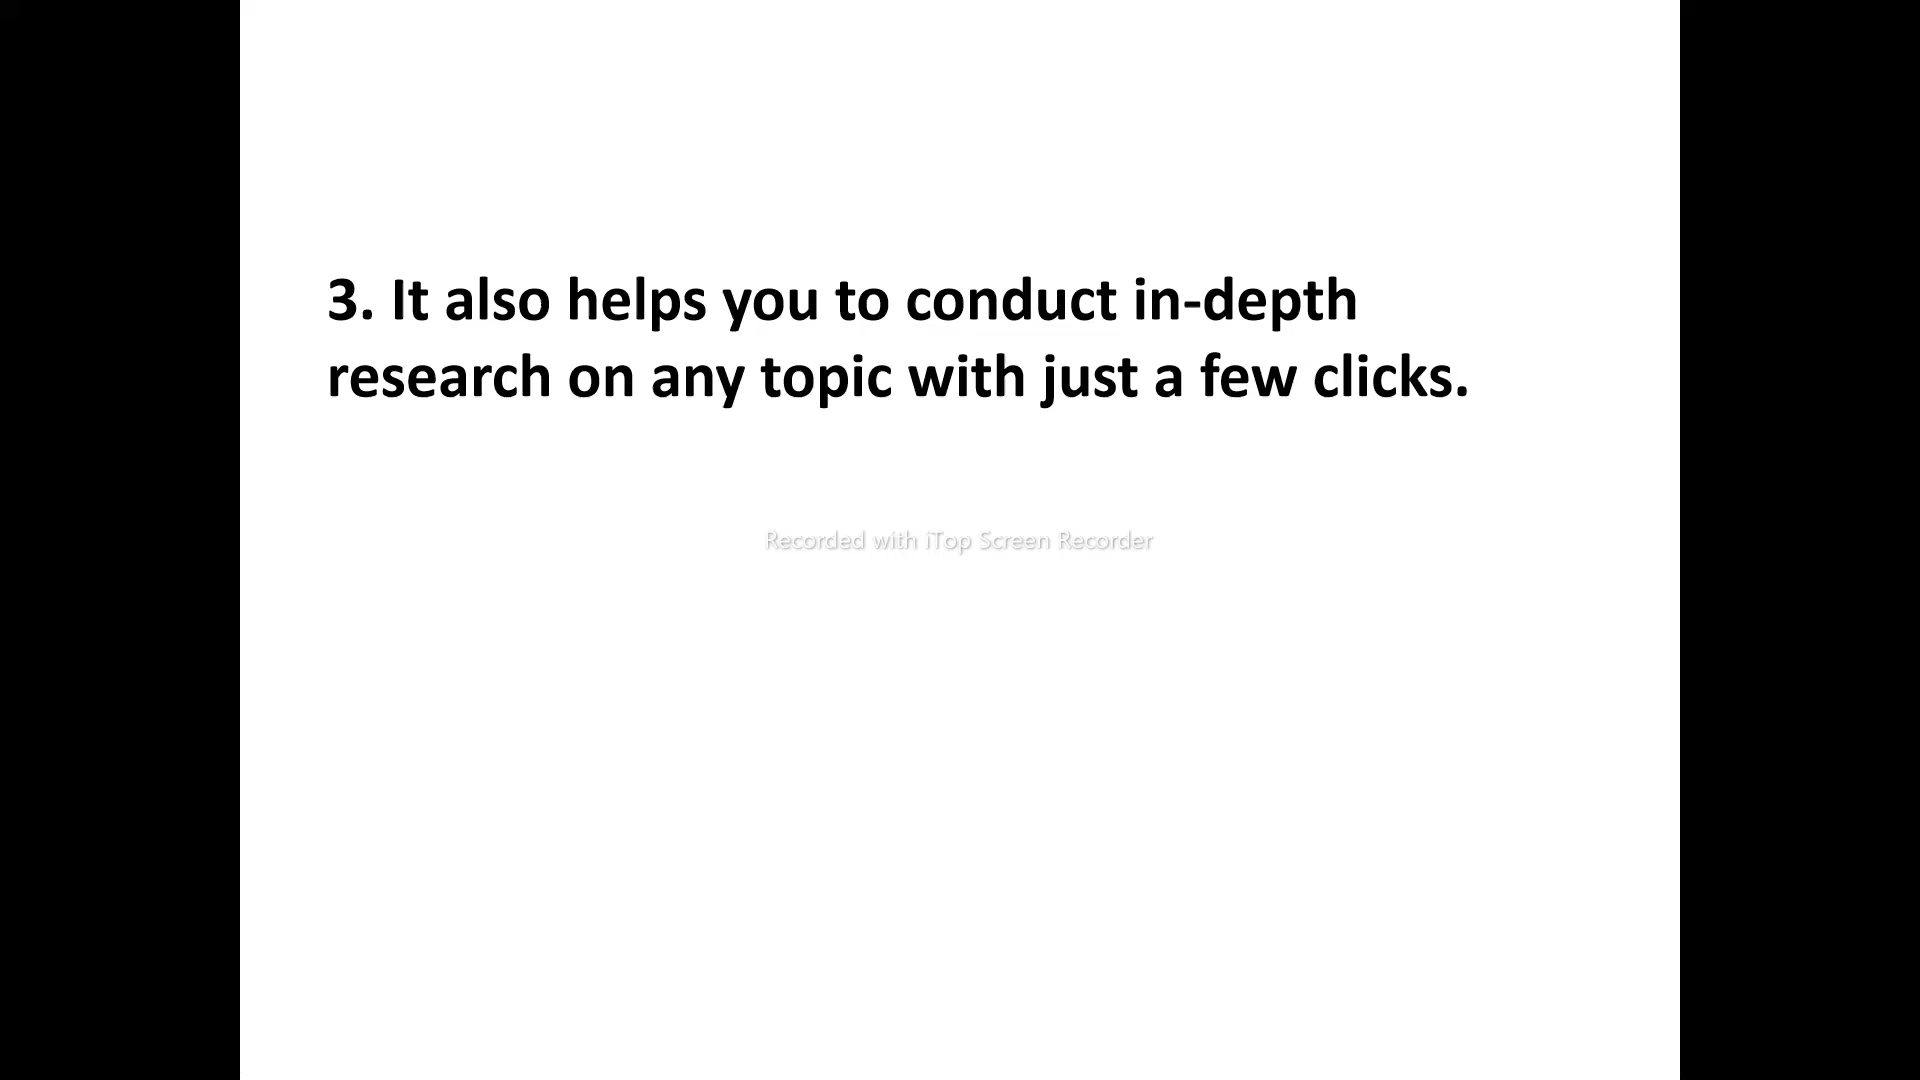 3. It also helps you to conduct in-depth
research on any topic with just a few clicks.
Recorded with iTop Screen Recorder